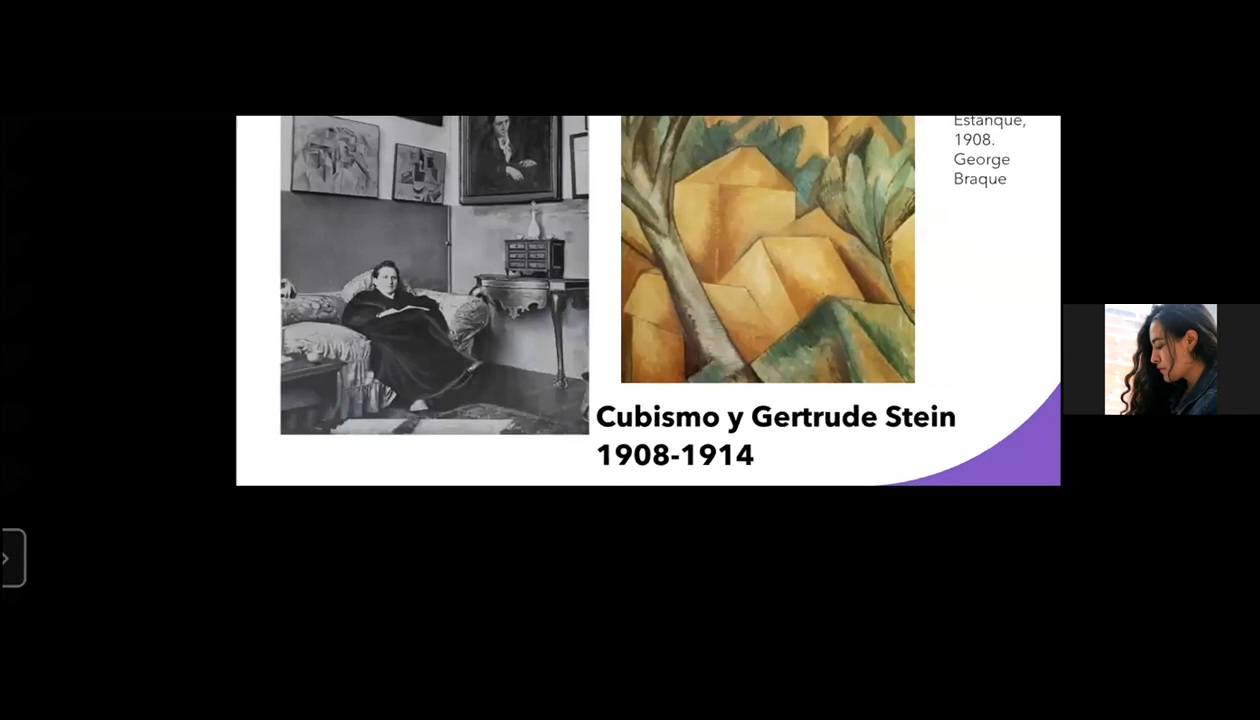 Estanque,
1908.
George
Braque
Cubismo y Gertrude Stein
1908-1914